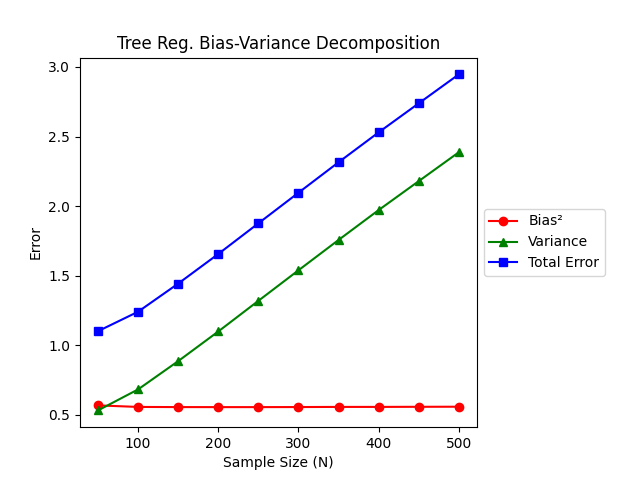 Tree Reg. Bias-Variance Decomposition
3.0
2.5
2.0
1.5
1.0
0.5
Error
100 200 300 400 500
Sample Size (N)
Bias²
Variance
Total Error